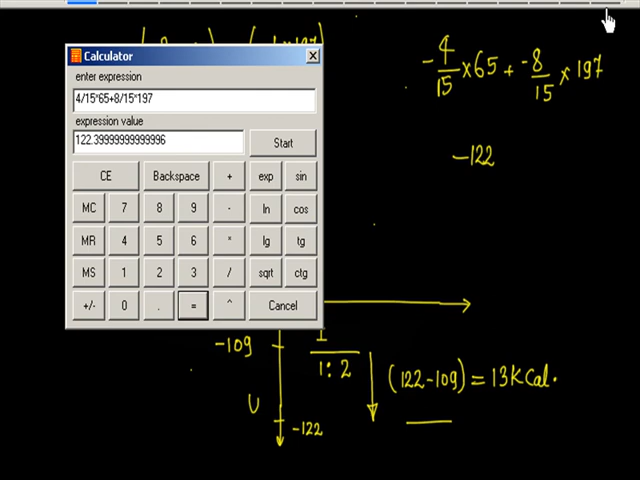 Calculator
enter expression
4/15*65+8/15*197
expression value
122.39999999999996
Start
CE Backspace + exp sin
MC 7 8 9 - ln cos
MR 4 5 6 * lg tg
MS 1 2 3 / sqrt ctg
+/- 0 . = ^ Cancel
-4/15 × 65 + -8/15 × 197
-122
-109
1:2
(122-109) = 13KCal.
U
-122